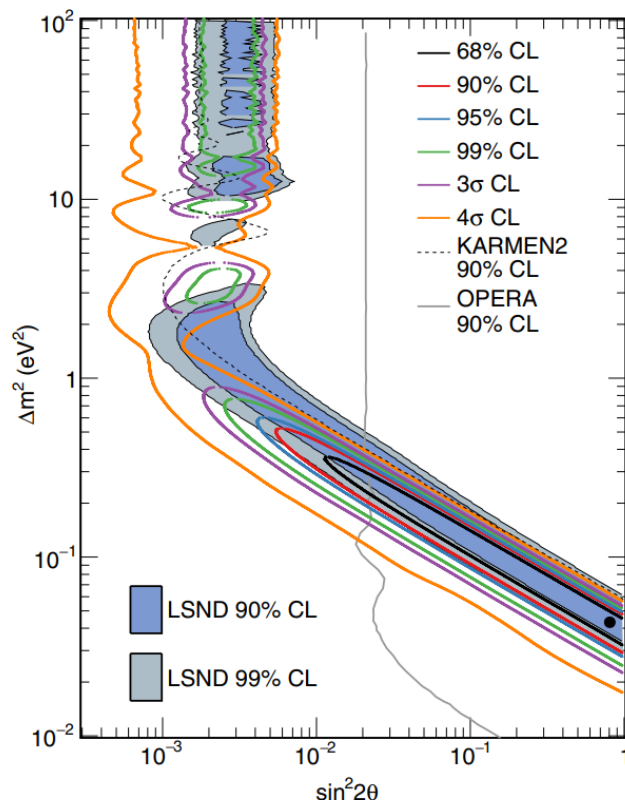 10²
10
1
10⁻¹
10⁻²
Δm² (eV²)
68% CL
90% CL
95% CL
99% CL
3σ CL
4σ CL
KARMEN2
90% CL
OPERA
90% CL
LSND 90% CL
LSND 99% CL
10⁻³
10⁻²
10⁻¹
1
sin²2θ